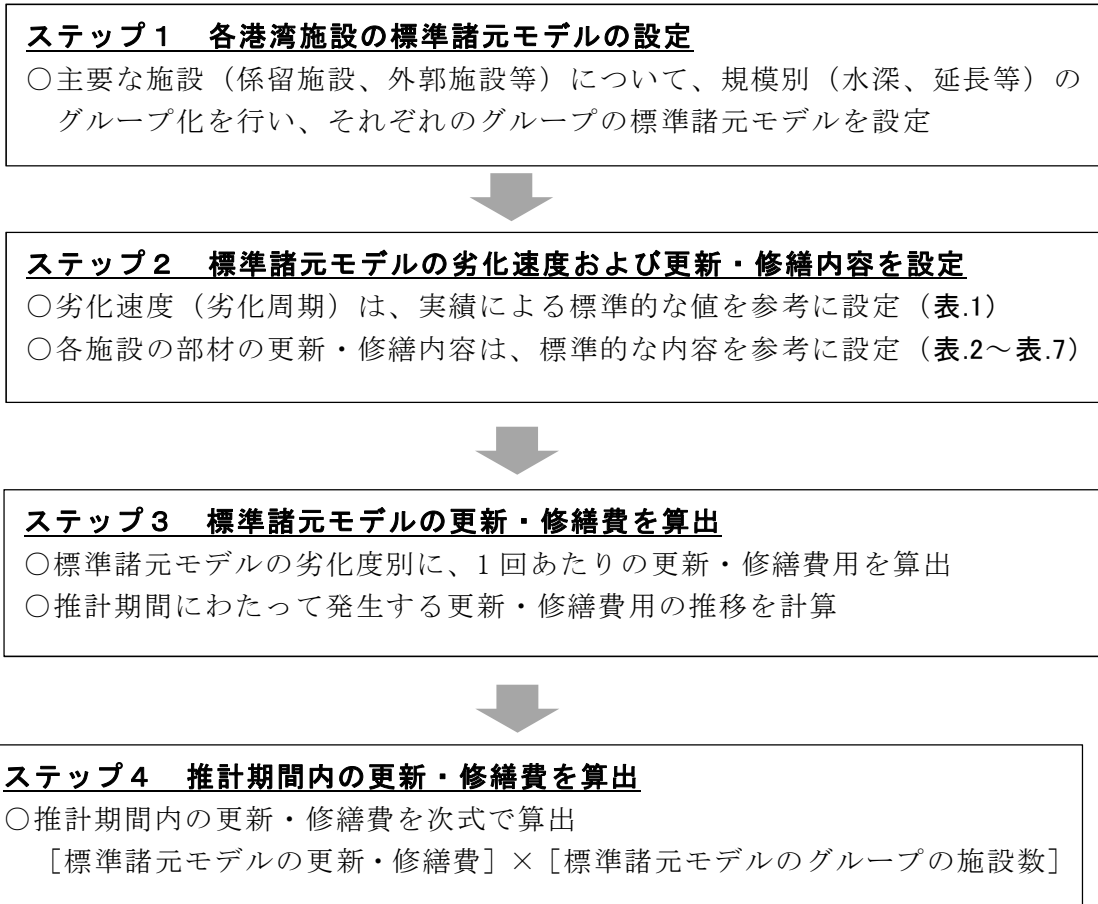 ステップ1 各港湾施設の標準諸元モデルの設定
○主要な施設（係留施設、外郭施設等）について、規模別（水深、延長等）の
グループ化を行い、それぞれのグループの標準諸元モデルを設定
ステップ2 標準諸元モデルの劣化速度および更新・修繕内容を設定
○劣化速度（劣化周期）は、実績による標準的な値を参考に設定（表.1）
○各施設の部材の更新・修繕内容は、標準的な内容を参考に設定（表.2～表.7）
ステップ3 標準諸元モデルの更新・修繕費を算出
○標準諸元モデルの劣化度別に、1回あたりの更新・修繕費用を算出
○推計期間にわたって発生する更新・修繕費用の推移を計算
ステップ4 推計期間内の更新・修繕費を算出
○推計期間内の更新・修繕費を次式で算出
［標準諸元モデルの更新・修繕費］×［標準諸元モデルのグループの施設数］